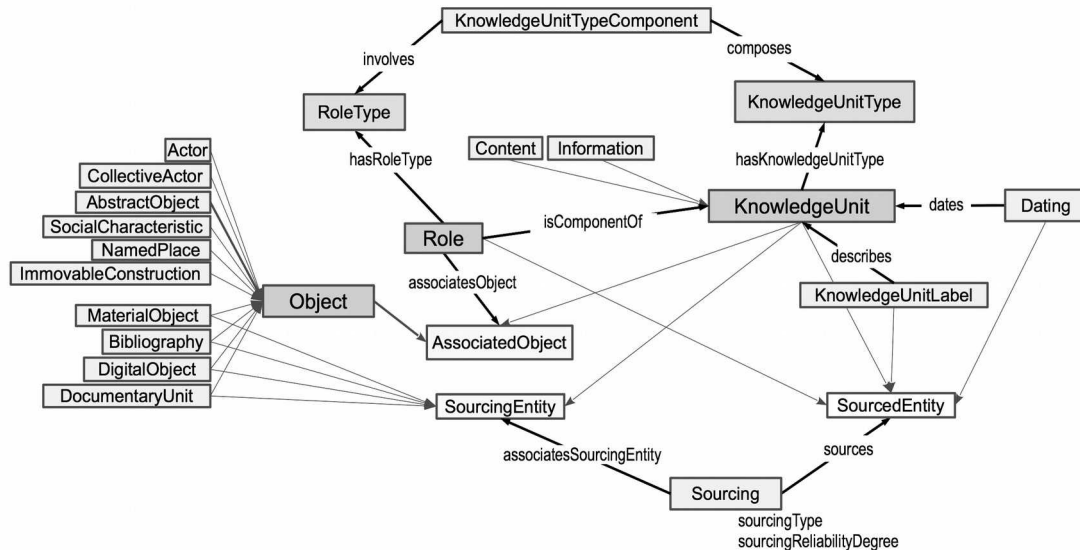 KnowledgeUnitTypeComponent
involves
composes
RoleType
KnowledgeUnitType
Actor
hasRoleType
Content
Information
hasKnowledgeUnitType
CollectiveActor
AbstractObject
SocialCharacteristic
NamedPlace
ImmovableConstruction
Role
isComponentOf
KnowledgeUnit
dates
Dating
describes
associatesObject
KnowledgeUnitLabel
Object
MaterialObject
Bibliography
DigitalObject
DocumentaryUnit
AssociatedObject
SourcingEntity
SourcedEntity
associatesSourcingEntity
sources
Sourcing
sourcingType
sourcingReliabilityDegree